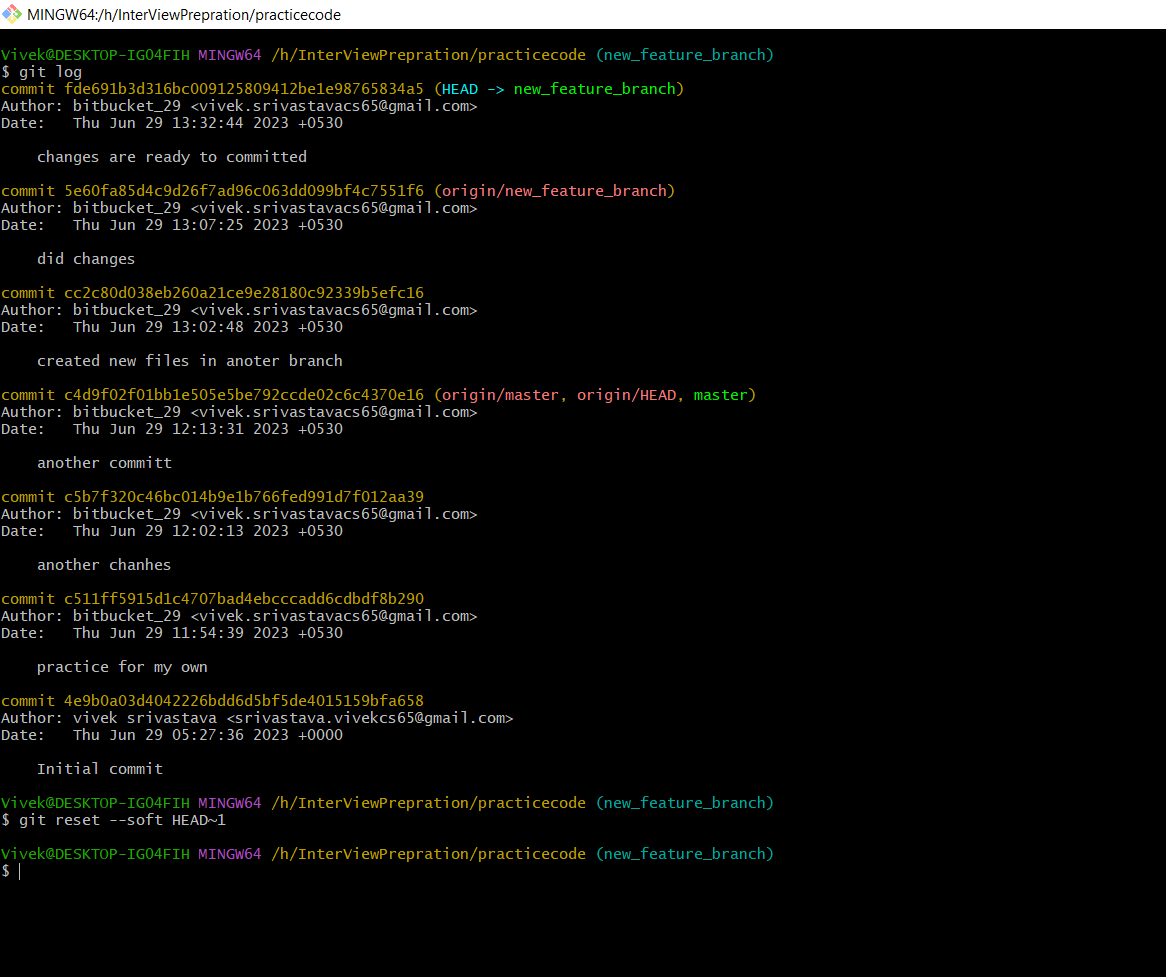 MINGW64:/h/InterViewPrepration/practicecode
Vivek@DESKTOP-IGO4FIH MINGW64 /h/InterViewPrepration/practicecode (new_feature_branch)
$ git log
commit fde691b3d316bc009125809412be1e98765834a5 (HEAD -> new_feature_branch)
Author: bitbucket_29 <vivek.srivastavacs65@gmail.com>
Date:   Thu Jun 29 13:32:44 2023 +0530
    changes are ready to committed
commit 5e60fa85d4c9d26f7ad96c063dd099bf4c7551f6 (origin/new_feature_branch)
Author: bitbucket_29 <vivek.srivastavacs65@gmail.com>
Date:   Thu Jun 29 13:07:25 2023 +0530
    did changes
commit cc2c80d038eb260a21ce9e28180c92339b5efc16
Author: bitbucket_29 <vivek.srivastavacs65@gmail.com>
Date:   Thu Jun 29 13:02:48 2023 +0530
    created new files in anoter branch
commit c4d9f02f01bb1e505e5be792ccde02c6c4370e16 (origin/master, origin/HEAD, master)
Author: bitbucket_29 <vivek.srivastavacs65@gmail.com>
Date:   Thu Jun 29 12:13:31 2023 +0530
    another committ
commit c5b7f320c46bc014b9e1b766fed991d7f012aa39
Author: bitbucket_29 <vivek.srivastavacs65@gmail.com>
Date:   Thu Jun 29 12:02:13 2023 +0530
    another chanhes
commit c511ff5915d1c4707bad4ebcccadd6cdbdf8b290
Author: bitbucket_29 <vivek.srivastavacs65@gmail.com>
Date:   Thu Jun 29 11:54:39 2023 +0530
    practice for my own
commit 4e9b0a03d4042226bdd6d5bf5de4015159bfa658
Author: vivek srivastava <srivastava.vivekcs65@gmail.com>
Date:   Thu Jun 29 05:27:36 2023 +0000
    Initial commit
Vivek@DESKTOP-IGO4FIH MINGW64 /h/InterViewPrepration/practicecode (new_feature_branch)
$ git reset --soft HEAD~1
Vivek@DESKTOP-IGO4FIH MINGW64 /h/InterViewPrepration/practicecode (new_feature_branch)
$